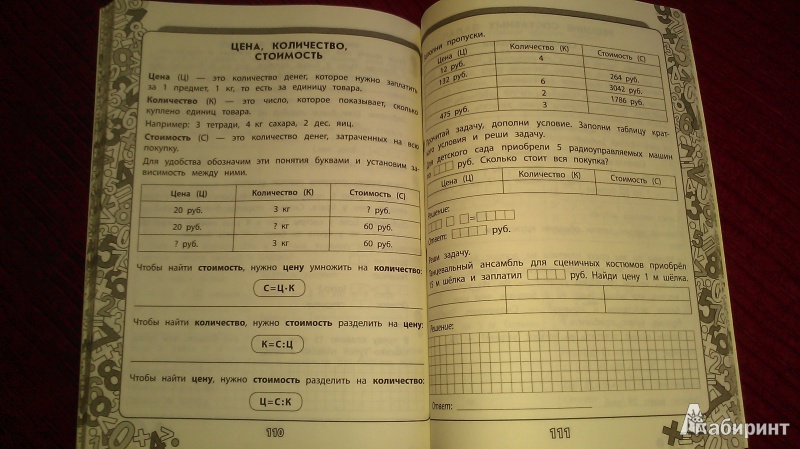 ЦЕНА, КОЛИЧЕСТВО,
СТОИМОСТЬ
Цена (Ц) — это количество денег, которое нужно заплатить
за 1 предмет, 1 кг, то есть за единицу товара.
Количество (К) — это число, которое показывает, сколько
куплено единиц товара.
Например: 3 тетради, 4 кг сахара, 2 дес. яиц.
Стоимость (С) — это количество денег, затраченных на всю
покупку.
Для удобства обозначим эти понятия буквами и установим за-
висимость между ними.
Цена (Ц) Количество (К) Стоимость (С)
20 руб. 3 кг ? руб.
20 руб. ? кг 60 руб.
? руб. 3 кг 60 руб.
Чтобы найти стоимость, нужно цену умножить на количество:
С=Ц·К
Чтобы найти количество, нужно стоимость разделить на цену:
К=С:Ц
Чтобы найти цену, нужно стоимость разделить на количество:
Ц=С:К
110
пропуски.
Цена (Ц) Количество (К) Стоимость (С)
12 руб. 4
132 руб. 264 руб.
6 3042 руб.
2 1786 руб.
475 руб. 3
Прочитай задачу, дополни условие. Заполни таблицу крат-
условия и реши задачу.
Для детского сада приобрели 5 радиоуправляемых машин
по руб. Сколько стоит вся покупка?
Цена (Ц) Количество (К) Стоимость (С)
Решение:
=
Ответ: руб.
Реши задачу.
Танцевальный ансамбль для сценичных костюмов приобрёл
15 м шёлка и заплатил руб. Найди цену 1 м шёлка.
Решение:
Ответ:
111
Лабиринт